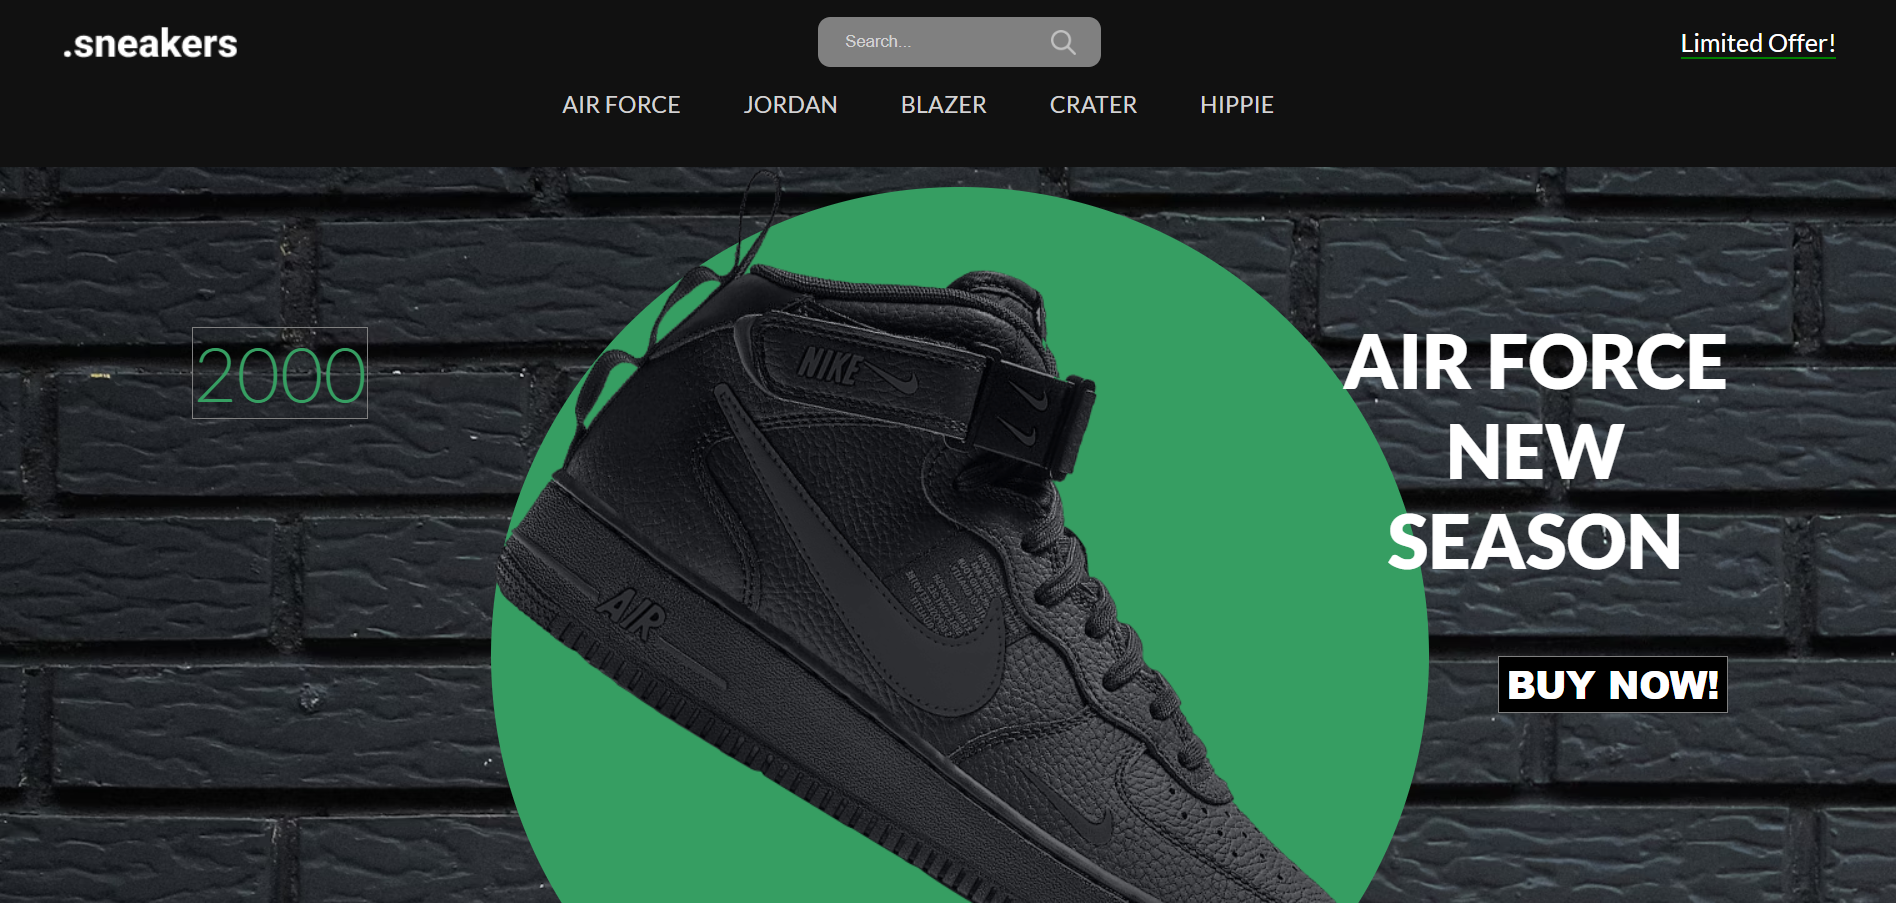 .sneakers
Search...
Limited Offer!
AIR FORCE JORDAN BLAZER CRATER HIPPIE
2000
NIKE
AIR
AIR FORCE
NEW
SEASON
BUY NOW!